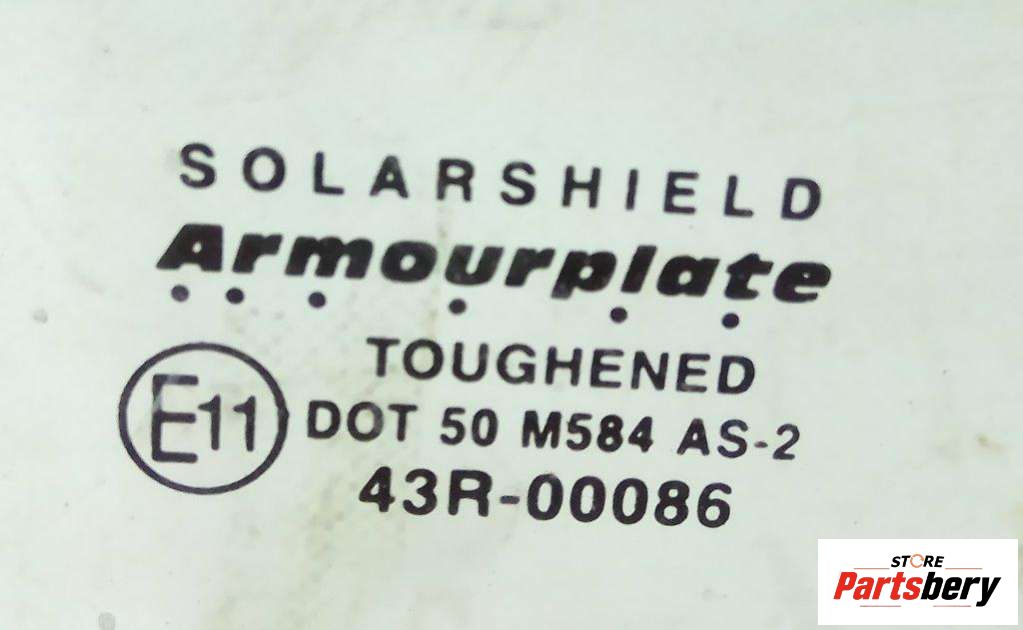 SOLARSHIELD
Armourplate
TOUGHENED
E11
DOT 50 M584 AS-2
43R-00086
STORE
Partsbery